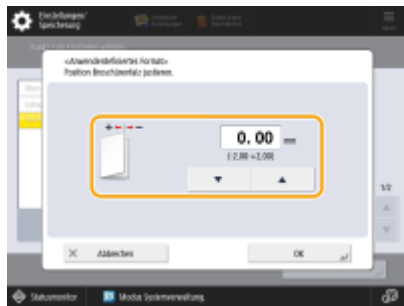 Einstellungen/
Speicherung
<Anwenderdefiniertes Format>
Position Broschürenfalz justieren.
+ -
0. 00 mm
(-2,00-+2,00)
1/2
Abbrechen
OK
Statusmonitor
Modus Systemverwaltung.